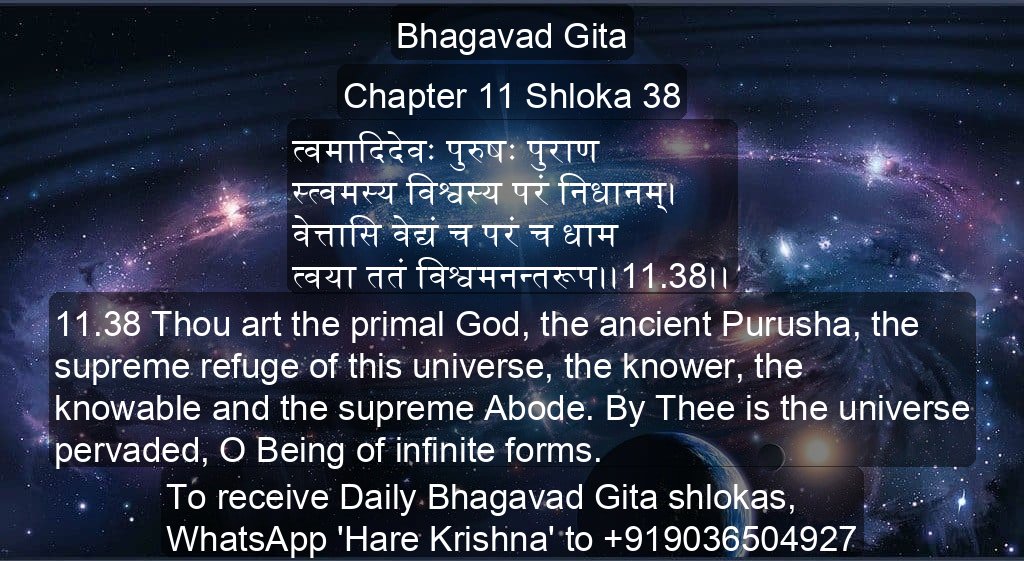 Bhagavad Gita
Chapter 11 Shloka 38
त्वमादिदेवः पुरुषः पुराण
स्त्वमस्य विश्वस्य परं निधानम्।
वेत्तासि वेद्यं च परं च धाम
त्वया ततं विश्वमनन्तरूप।।11.38।।
11.38 Thou art the primal God, the ancient Purusha, the
supreme refuge of this universe, the knower, the
knowable and the supreme Abode. By Thee is the universe
pervaded, O Being of infinite forms.
To receive Daily Bhagavad Gita shlokas,
WhatsApp 'Hare Krishna' to +919036504927